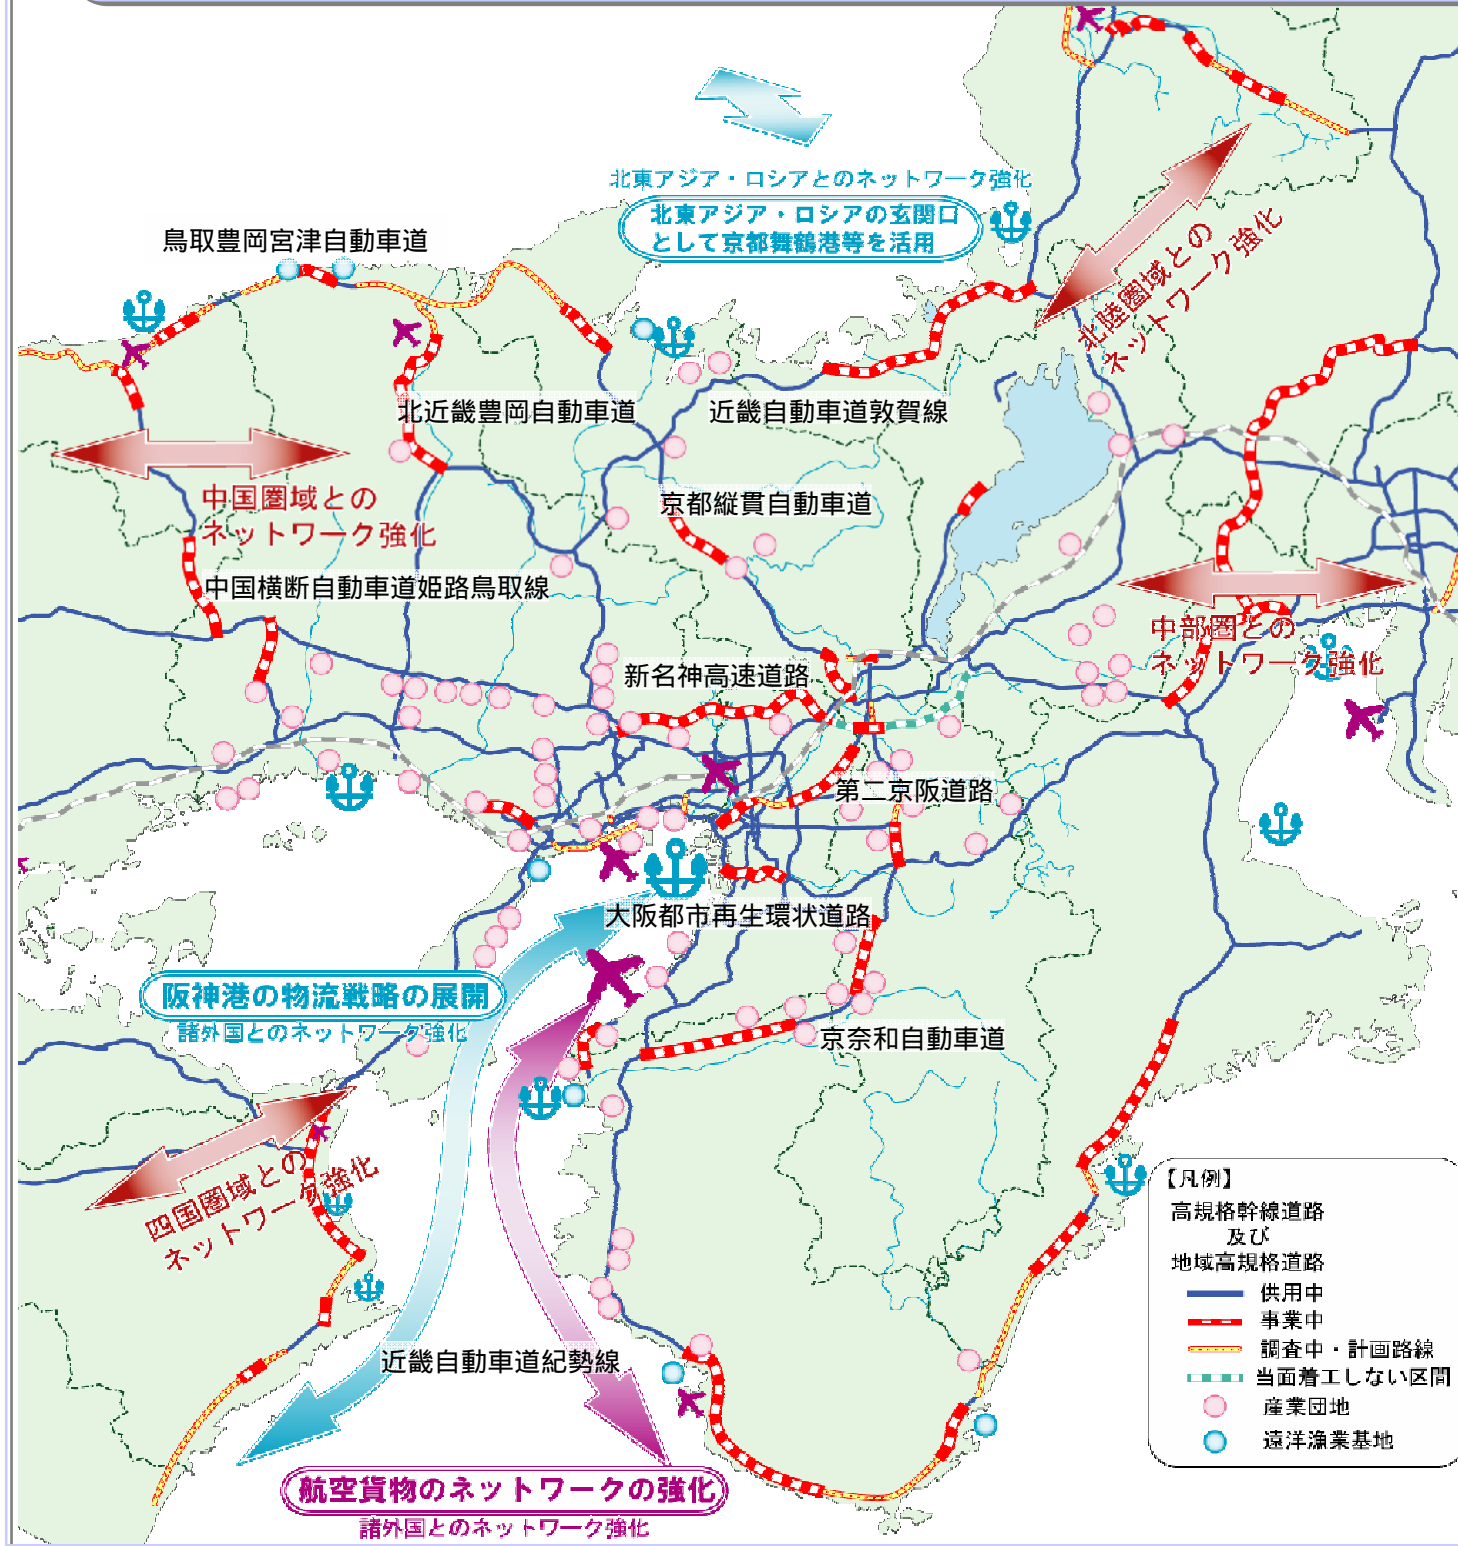 北東アジア・ロシアとのネットワーク強化
北東アジア・ロシアの玄関口
として京都舞鶴港等を活用
鳥取豊岡宮津自動車道
北陸圏域との
ネットワーク強化
北近畿豊岡自動車道
近畿自動車道敦賀線
中国圏域との
ネットワーク強化
京都縦貫自動車道
中国横断自動車道姫路鳥取線
中部圏との
ネットワーク強化
新名神高速道路
第二京阪道路
大阪都市再生環状道路
阪神港の物流戦略の展開
諸外国とのネットワーク強化
京奈和自動車道
四国圏域との
ネットワーク強化
近畿自動車道紀勢線
航空貨物のネットワークの強化
諸外国とのネットワーク強化
【凡例】
高規格幹線道路
及び
地域高規格道路
供用中
事業中
調査中・計画路線
当面着工しない区間
産業団地
遠洋漁業基地